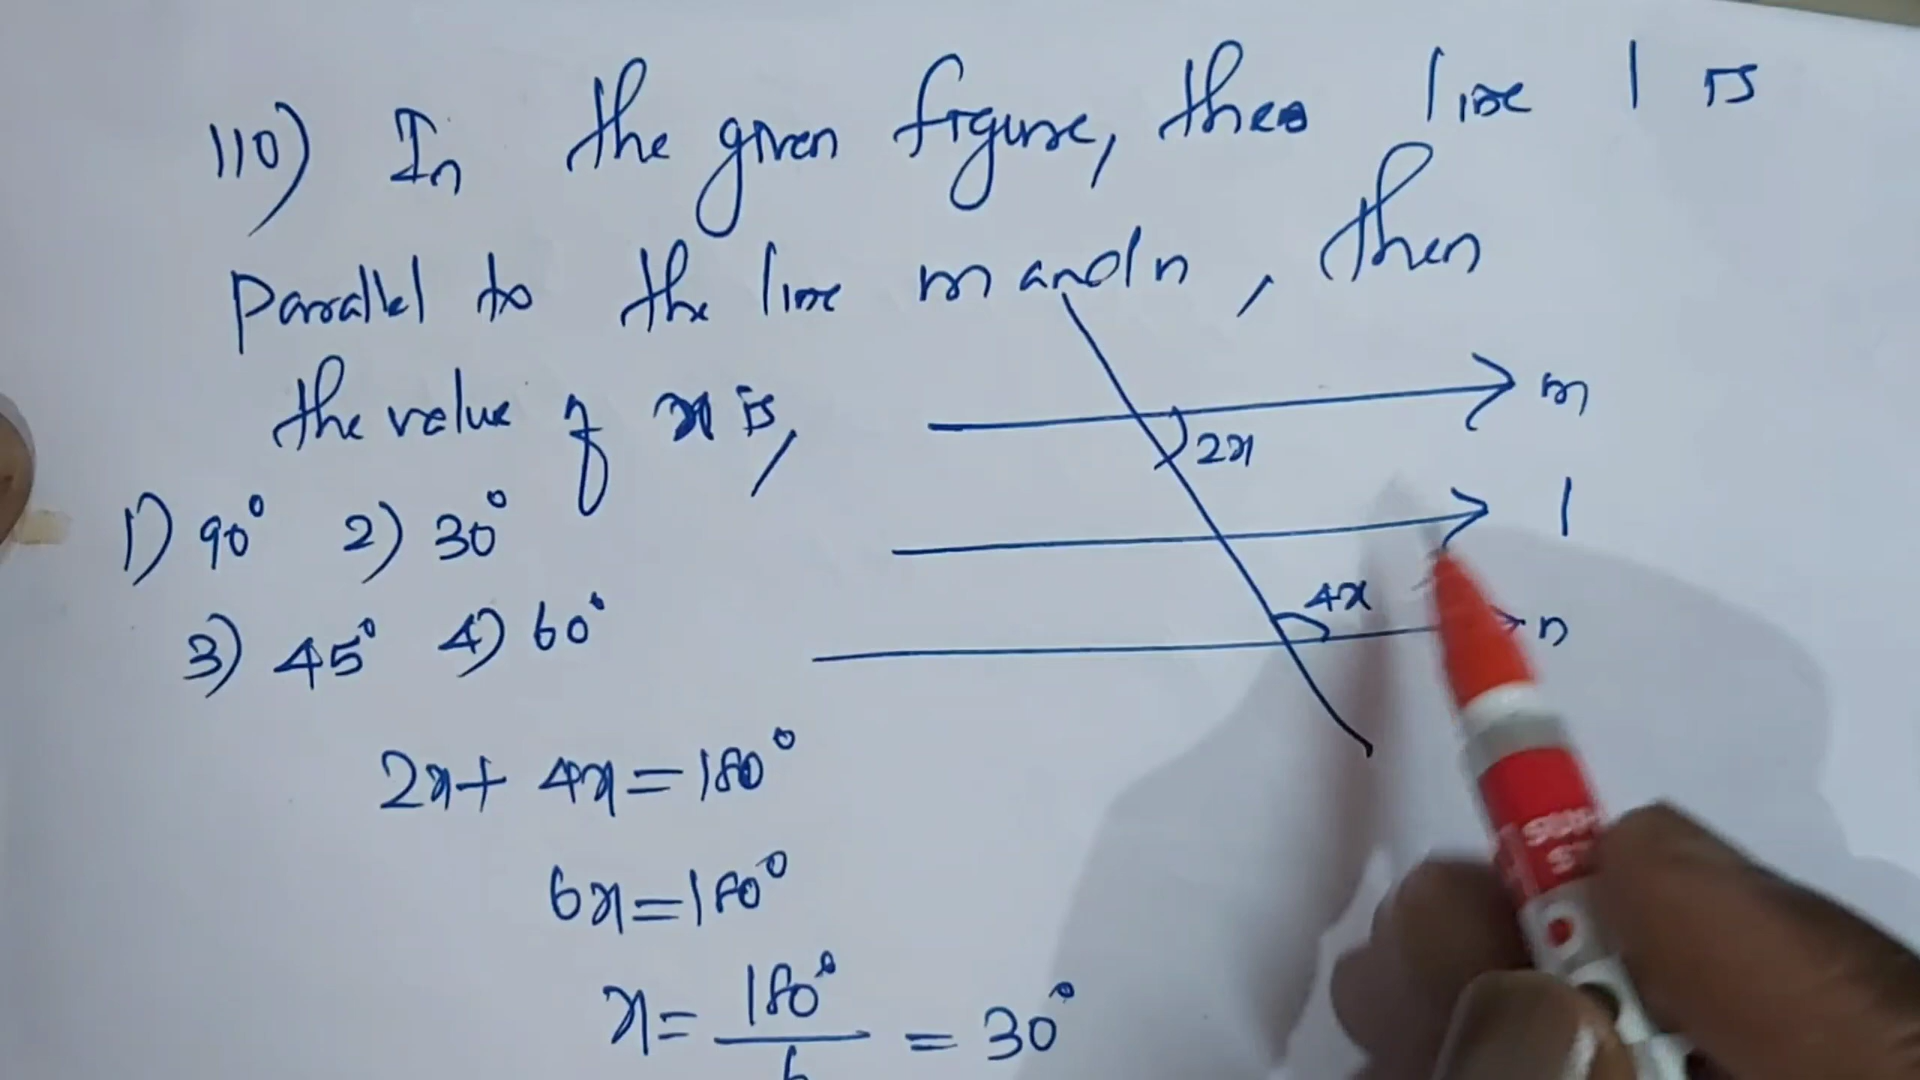 110) In the given figure, the line l is
parallel to the line m and n, then
the value of x is,
1) 90° 2) 30°
3) 45° 4) 60°
m
2x
l
4x
n
2x + 4x = 180°
6x = 180°
x = 180°/6 = 30°